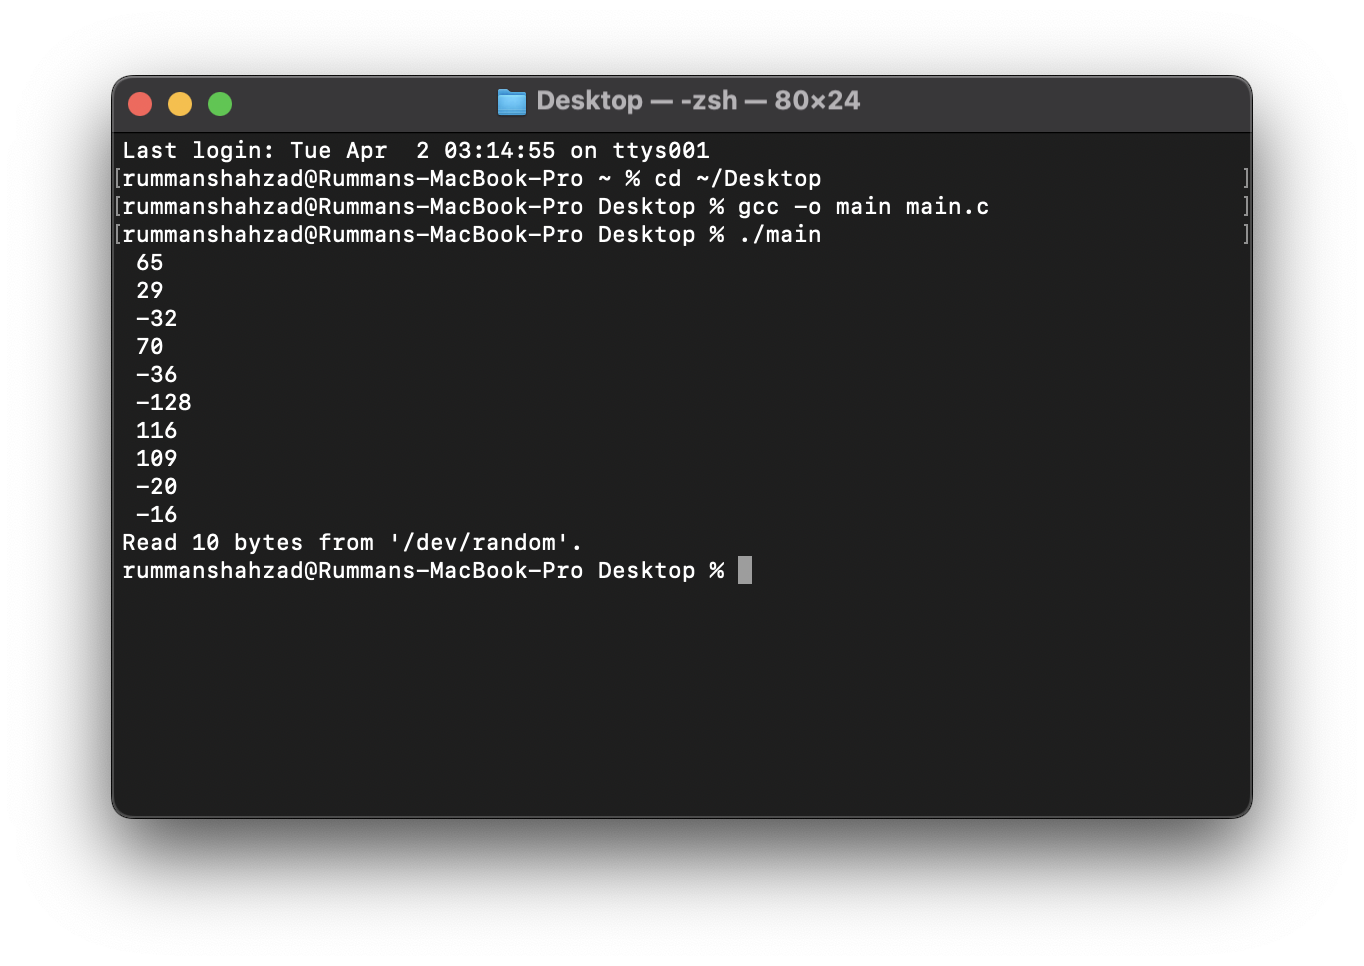 Desktop — -zsh — 80×24
Last login: Tue Apr  2 03:14:55 on ttys001
[rummanshahzad@Rummans-MacBook-Pro ~ % cd ~/Desktop ]
[rummanshahzad@Rummans-MacBook-Pro Desktop % gcc -o main main.c ]
[rummanshahzad@Rummans-MacBook-Pro Desktop % ./main ]
65
29
-32
70
-36
-128
116
109
-20
-16
Read 10 bytes from '/dev/random'.
rummanshahzad@Rummans-MacBook-Pro Desktop %